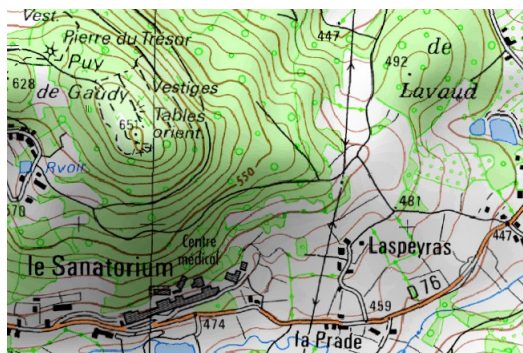 Vest.
Pierre du Trésor
447
Puy
492
de
628
de Gaudy
Vestiges
Lavaud
651
Tables
orient.
Rvoir
550
570
481
Centre
médical
Laspeyras
447
le Sanatorium
D 76
459
474
la Prade